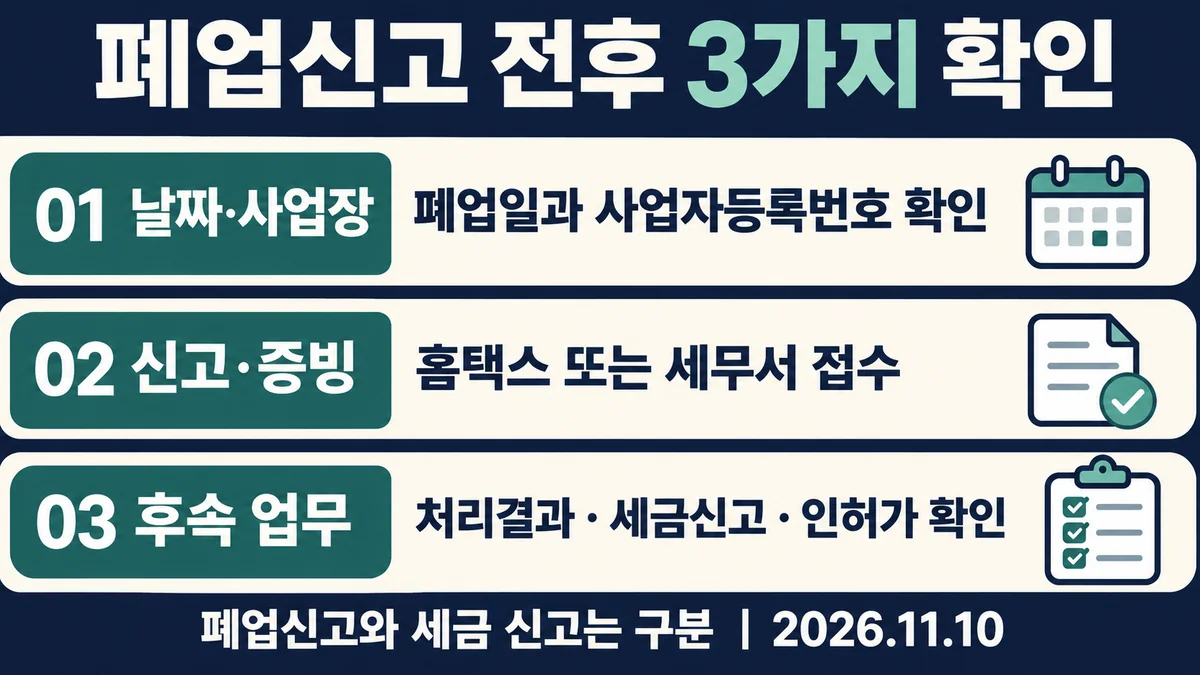 폐업신고 전후 3가지 확인
01 날짜·사업장
폐업일과 사업자등록번호 확인
02 신고·증빙
홈택스 또는 세무서 접수
03 후속 업무
처리결과 · 세금신고 · 인허가 확인
폐업신고와 세금 신고는 구분 | 2026.11.10